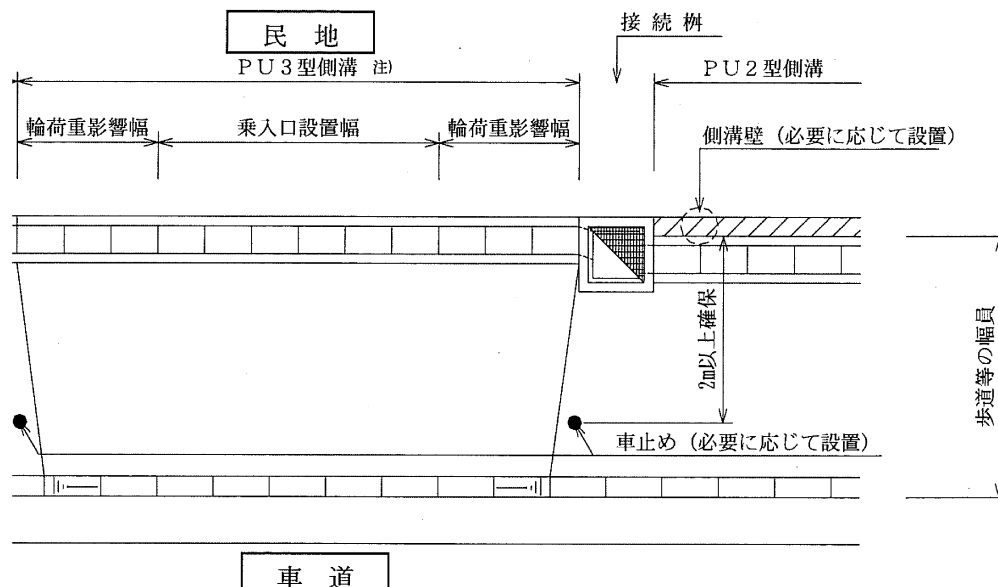 民 地
接 続 桝
PU3型側溝 注)
PU2型側溝
輪荷重影響幅
乗入口設置幅
輪荷重影響幅
側溝壁（必要に応じて設置）
2m以上確保
歩道等の幅員
車止め（必要に応じて設置）
車 道